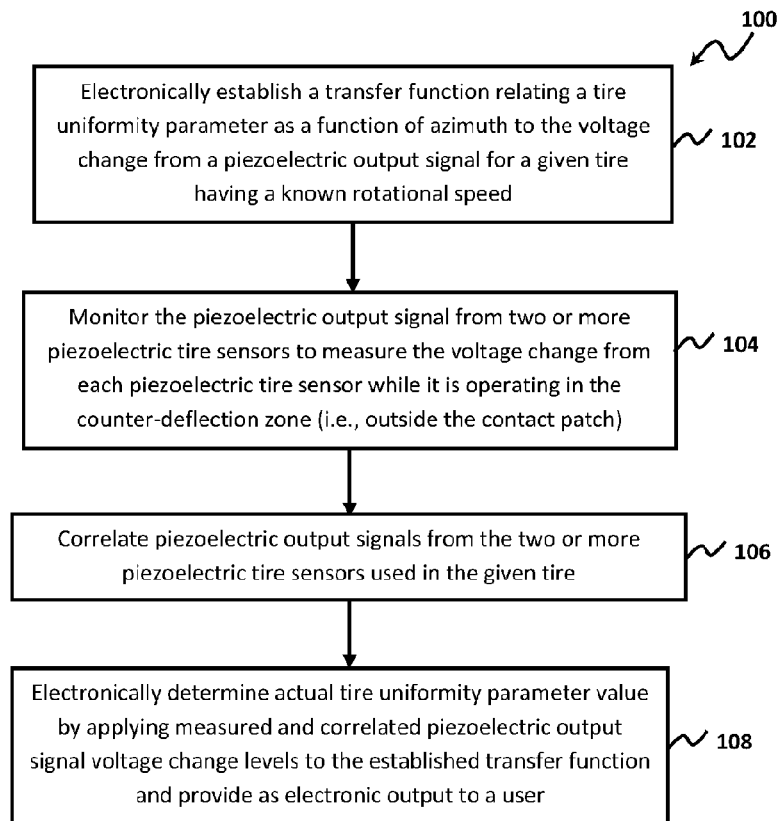 100
Electronically establish a transfer function relating a tire
uniformity parameter as a function of azimuth to the voltage
change from a piezoelectric output signal for a given tire
having a known rotational speed
102
Monitor the piezoelectric output signal from two or more
piezoelectric tire sensors to measure the voltage change from
each piezoelectric tire sensor while it is operating in the
counter-deflection zone (i.e., outside the contact patch)
104
Correlate piezoelectric output signals from the two or more
piezoelectric tire sensors used in the given tire
106
Electronically determine actual tire uniformity parameter value
by applying measured and correlated piezoelectric output
signal voltage change levels to the established transfer function
and provide as electronic output to a user
108